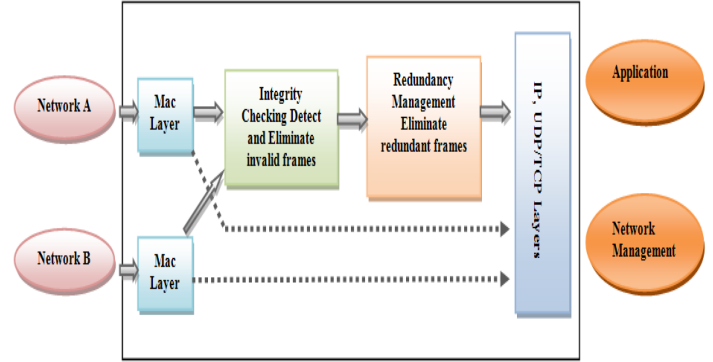 Network A
Mac
Layer
Integrity
Checking Detect
and Eliminate
invalid frames
Redundancy
Management
Eliminate
redundant frames
IP, UDP/TCP Layers
Application
Network B
Mac
Layer
Network
Management